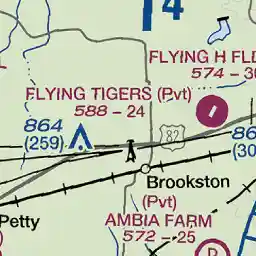 4
FLYING H FLD
574 - 30
FLYING TIGERS (Pvt)
588 - 24
864
(259)
82
86
(30
Brookston
Petty
(Pvt)
AMBIA FARM
572 - 25
R